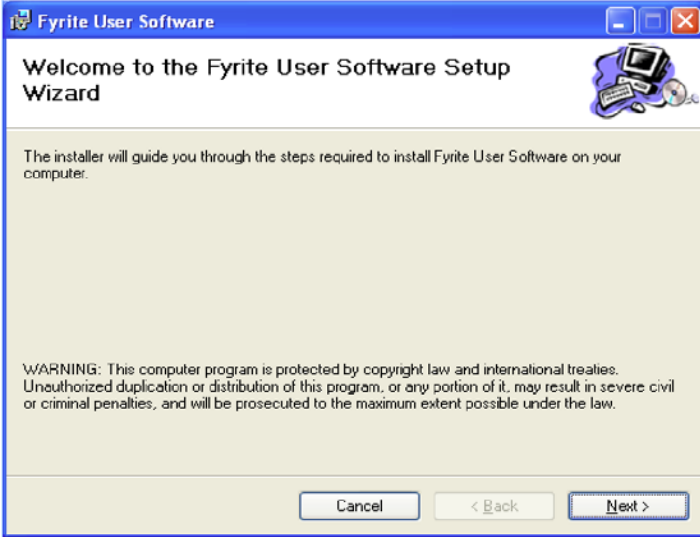 Fyrite User Software
Welcome to the Fyrite User Software Setup
Wizard
The installer will guide you through the steps required to install Fyrite User Software on your
computer.
WARNING: This computer program is protected by copyright law and international treaties.
Unauthorized duplication or distribution of this program, or any portion of it, may result in severe civil
or criminal penalties, and will be prosecuted to the maximum extent possible under the law.
Cancel
< Back
Next >